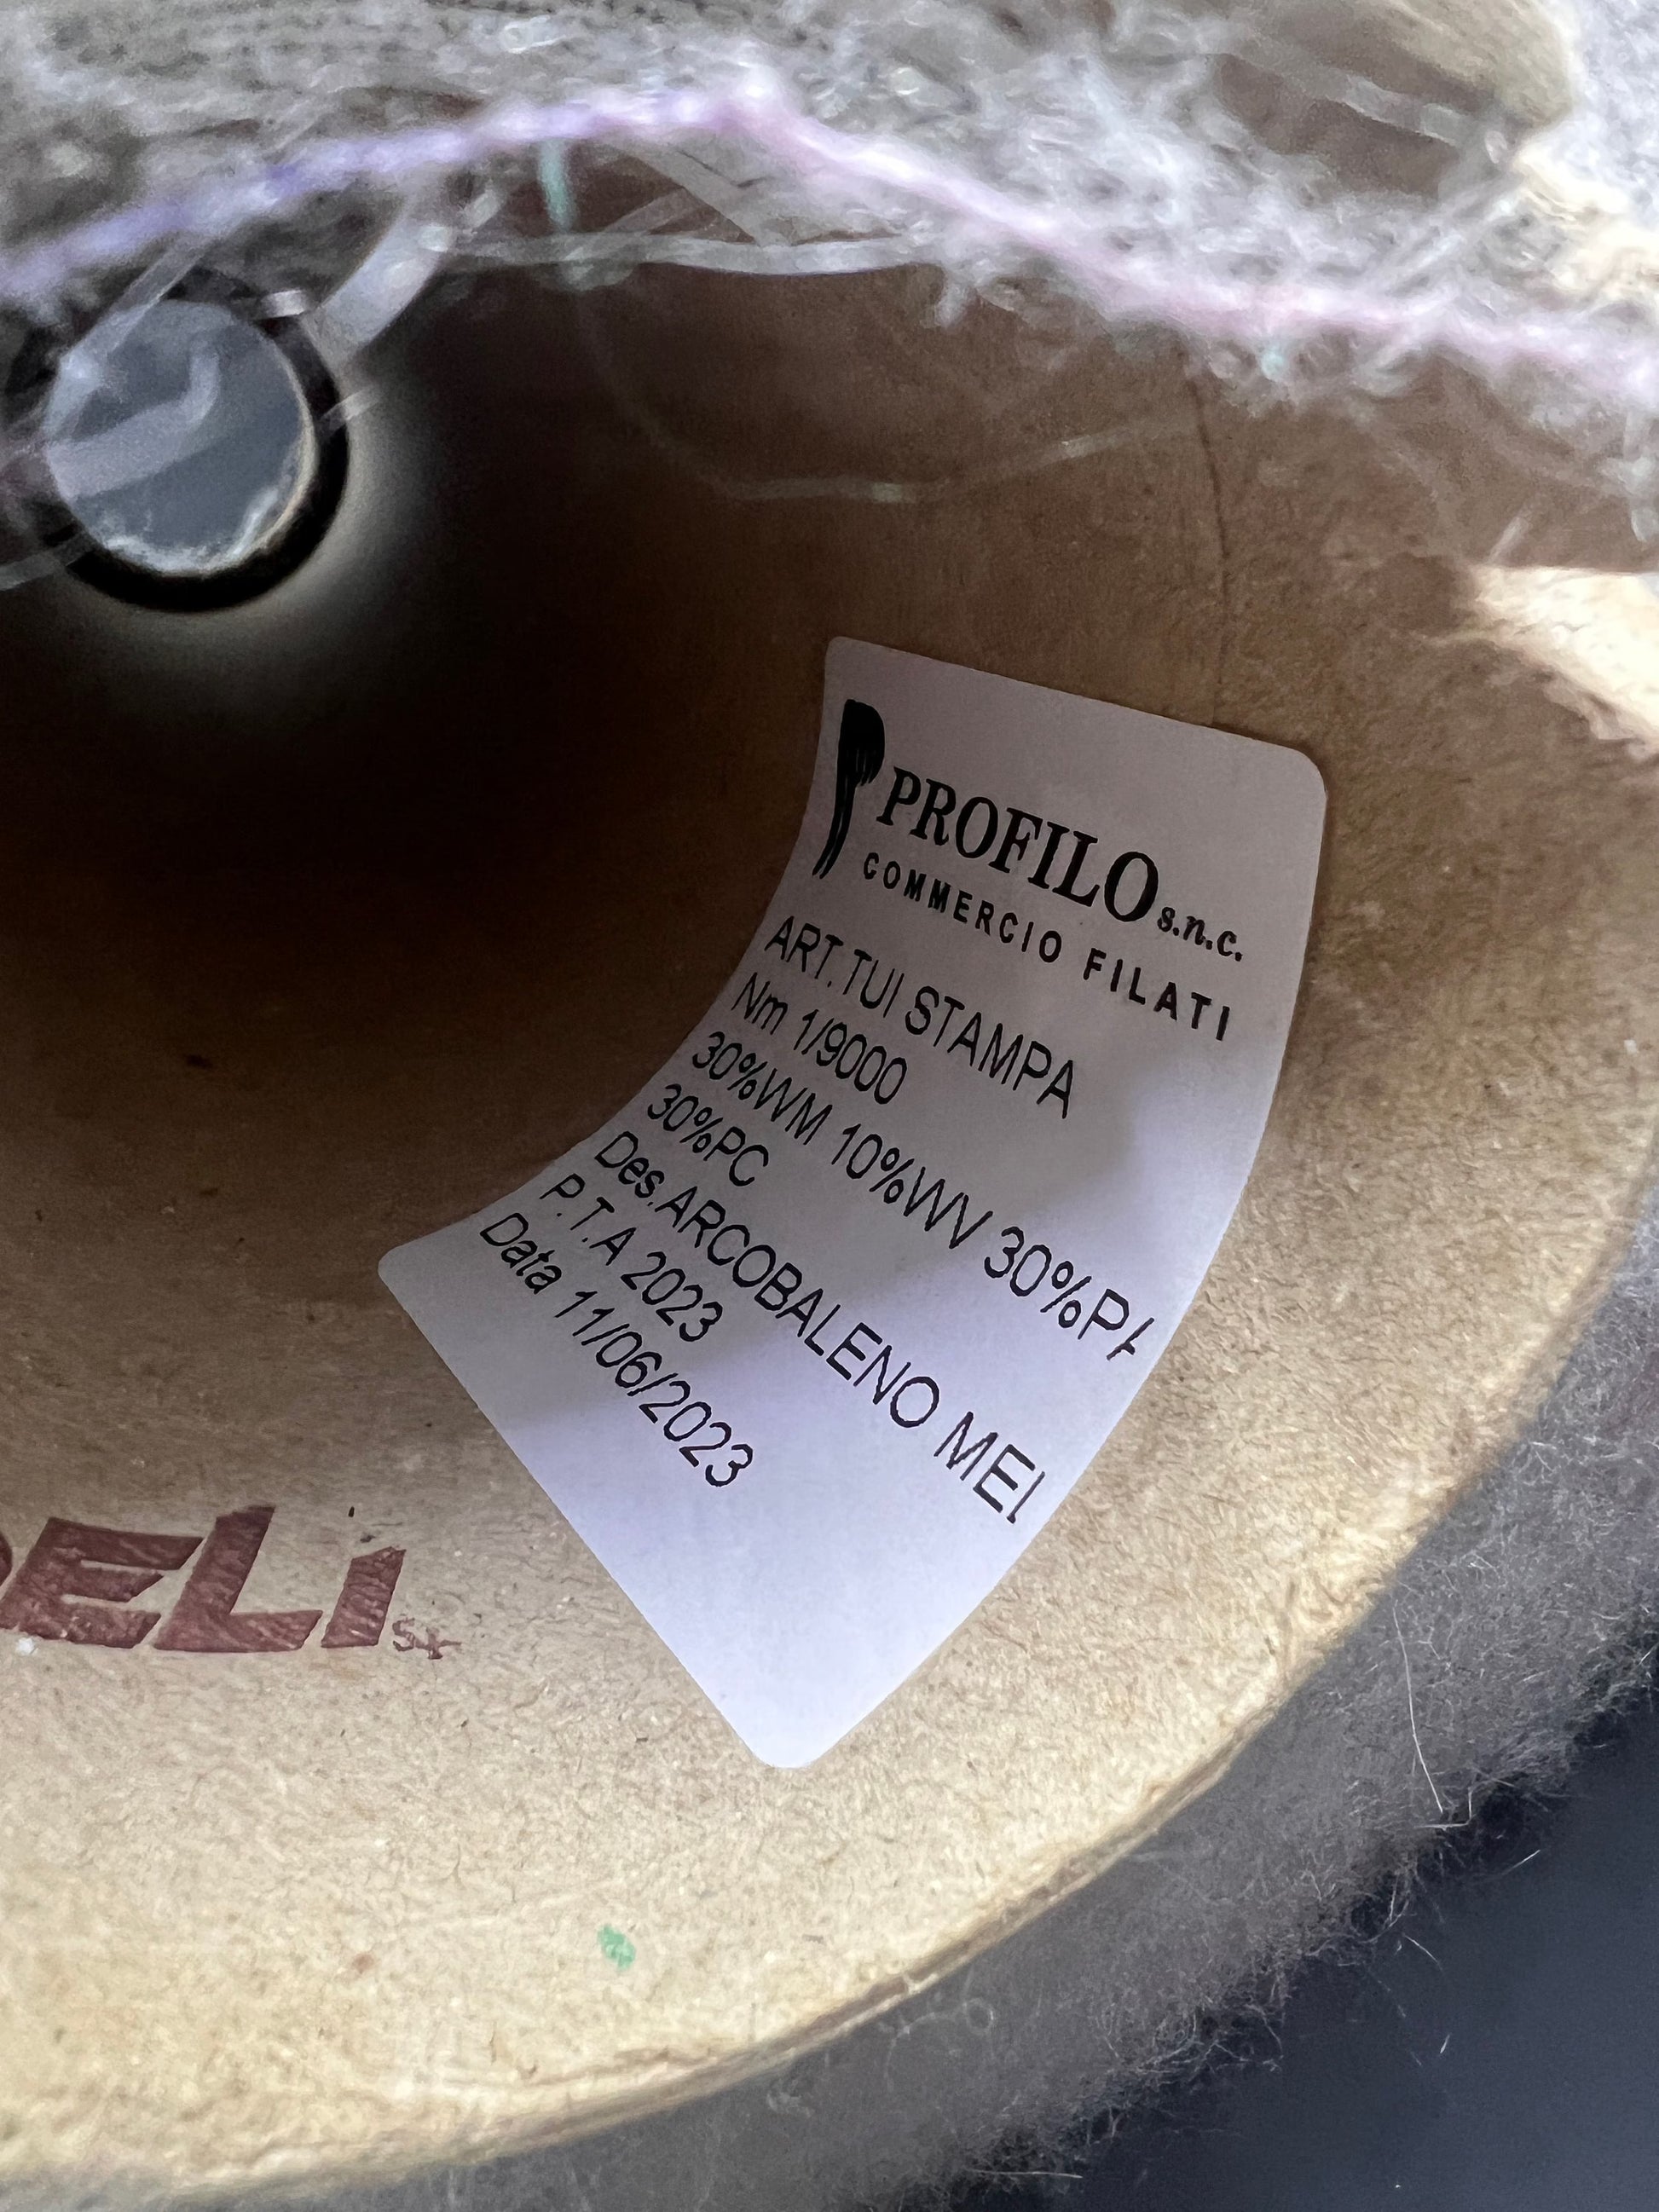 PROFILO s.n.c.
COMMERCIO FILATI
ART.TUI STAMPA
Nm 1/9000
30%WM 10%WV 30%PA
30%PC
Des.ARCOBALENO
P.T.A 2023
Data 11/06/2023